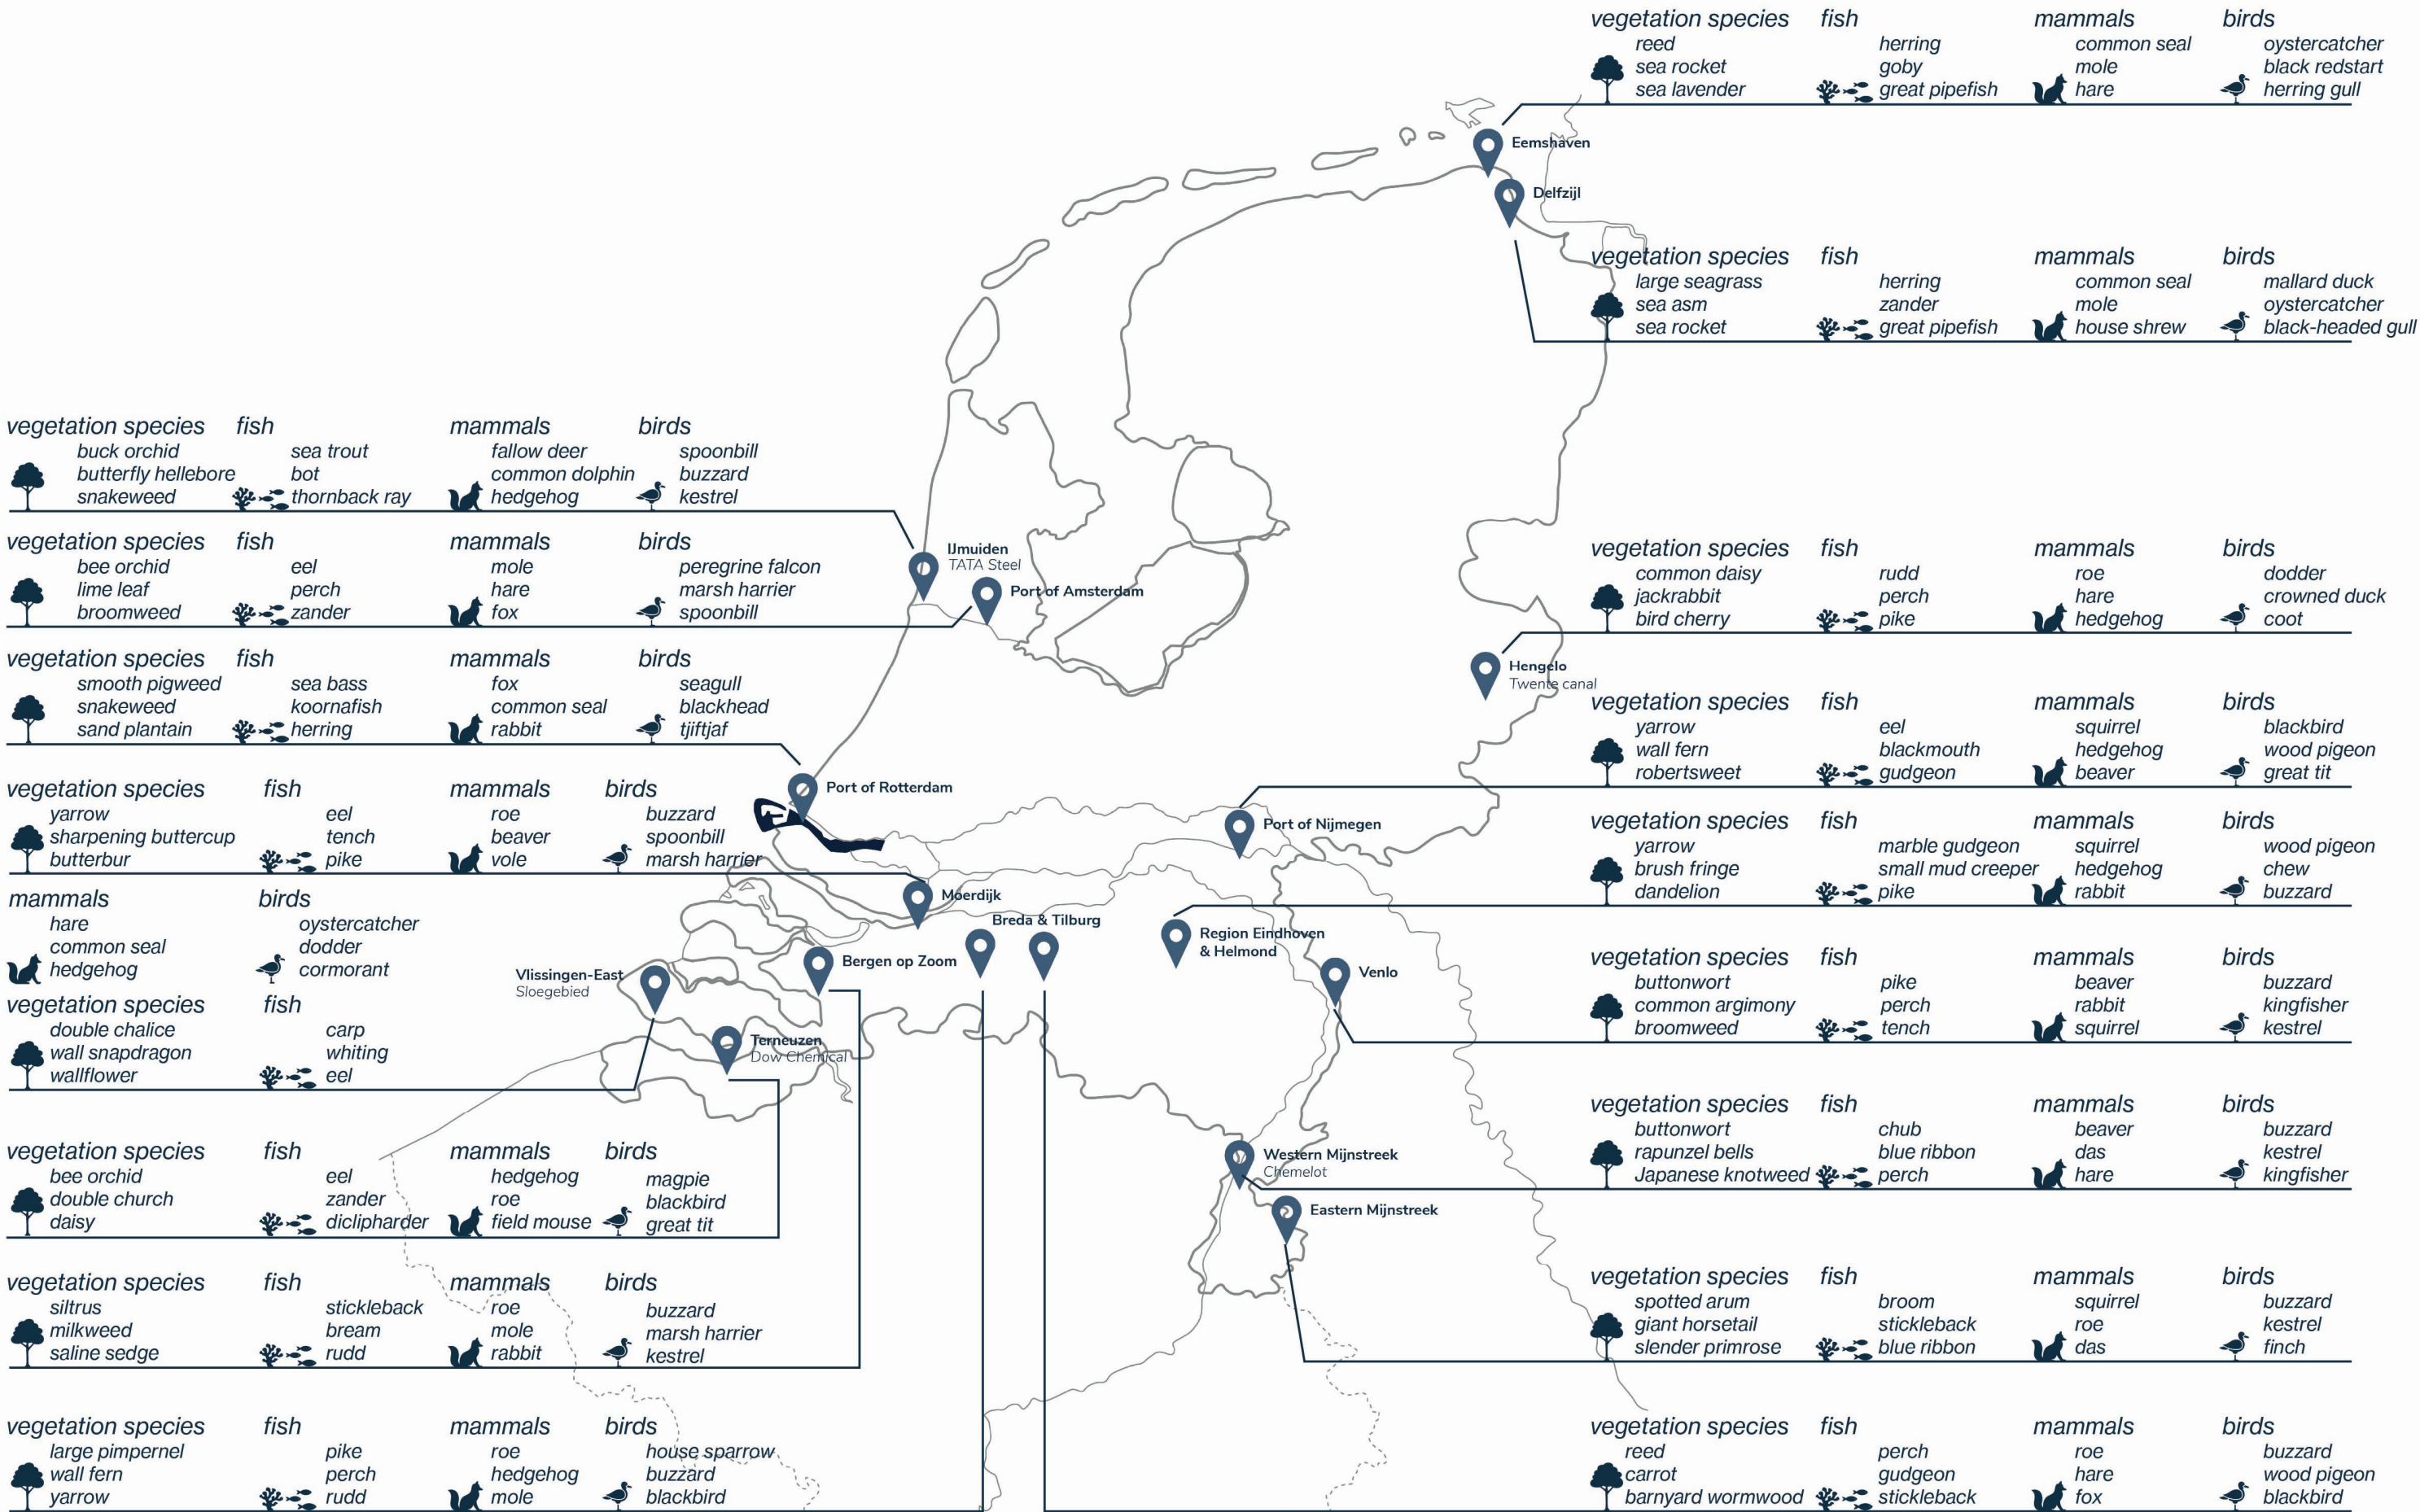 vegetation species fish mammals birds
reed herring common seal oystercatcher
sea rocket goby mole black redstart
sea lavender great pipefish hare herring gull
Eemshaven
Delfzijl
vegetation species fish mammals birds
large seagrass herring common seal mallard duck
sea asm zander mole oystercatcher
sea rocket great pipefish house shrew black-headed gull
vegetation species fish mammals birds
buck orchid sea trout fallow deer spoonbill
butterfly hellebore bot common dolphin buzzard
snakeweed thornback ray hedgehog kestrel
IJmuiden
TATA Steel
vegetation species fish mammals birds
bee orchid eel mole peregrine falcon
lime leaf perch hare marsh harrier
broomweed zander fox spoonbill
Port of Amsterdam
vegetation species fish mammals birds
common daisy rudd roe dodder
jackrabbit perch hare crowned duck
bird cherry pike hedgehog coot
Hengelo
Twente canal
vegetation species fish mammals birds
smooth pigweed sea bass fox seagull
snakeweed koornafish common seal blackhead
sand plantain herring rabbit tjiftjaf
Port of Rotterdam
vegetation species fish mammals birds
yarrow eel squirrel blackbird
wall fern blackmouth hedgehog wood pigeon
robertsweet gudgeon beaver great tit
Port of Nijmegen
vegetation species fish mammals birds
yarrow eel roe buzzard
sharpening buttercup tench beaver spoonbill
butterbur pike vole marsh harrier
Moerdijk
Breda & Tilburg
vegetation species fish mammals birds
yarrow marble gudgeon squirrel wood pigeon
brush fringe small mud creeper hedgehog chew
dandelion pike rabbit buzzard
Region Eindhoven
& Helmond
mammals birds
hare oystercatcher
common seal dodder
hedgehog cormorant
vegetation species fish
double chalice carp
wall snapdragon whiting
wallflower eel
Vlissingen-East
Sloegebied
Bergen op Zoom
Venlo
vegetation species fish mammals birds
buttonwort pike beaver buzzard
common argimony perch rabbit kingfisher
broomweed tench squirrel kestrel
Terneuzen
Dow Chemical
vegetation species fish mammals birds
bee orchid eel hedgehog magpie
double church zander roe blackbird
daisy diclipharder field mouse great tit
vegetation species fish mammals birds
buttonwort chub beaver buzzard
rapunzel bells blue ribbon das kestrel
Japanese knotweed perch hare kingfisher
Western Mijnstreek
Chemelot
Eastern Mijnstreek
vegetation species fish mammals birds
siltrus stickleback roe buzzard
milkweed bream mole marsh harrier
saline sedge rudd rabbit kestrel
vegetation species fish mammals birds
spotted arum broom squirrel buzzard
giant horsetail stickleback roe kestrel
slender primrose blue ribbon das finch
vegetation species fish mammals birds
large pimpernel pike roe house sparrow
wall fern perch hedgehog buzzard
yarrow rudd mole blackbird
vegetation species fish mammals birds
reed perch roe buzzard
carrot gudgeon hare wood pigeon
barnyard wormwood stickleback fox blackbird